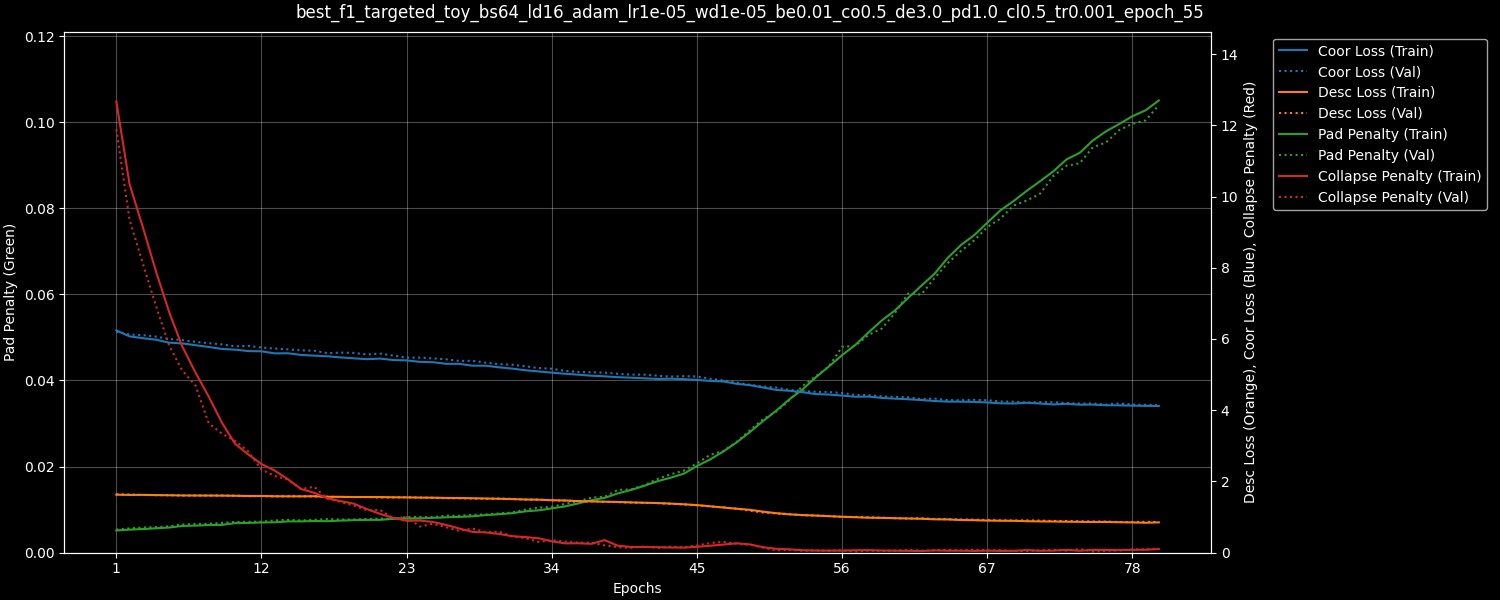 best_f1_targeted_toy_bs64_ld16_adam_lr1e-05_wd1e-05_be0.01_co0.5_de3.0_pd1.0_cl0.5_tr0.001_epoch_55
0.12
0.10
0.08
0.06
0.04
0.02
0.00
Pad Penalty (Green)
1
12
23
34
45
56
67
78
Epochs
14
12
10
8
6
4
2
0
Desc Loss (Orange), Coor Loss (Blue), Collapse Penalty (Red)
Coor Loss (Train)
Coor Loss (Val)
Desc Loss (Train)
Desc Loss (Val)
Pad Penalty (Train)
Pad Penalty (Val)
Collapse Penalty (Train)
Collapse Penalty (Val)